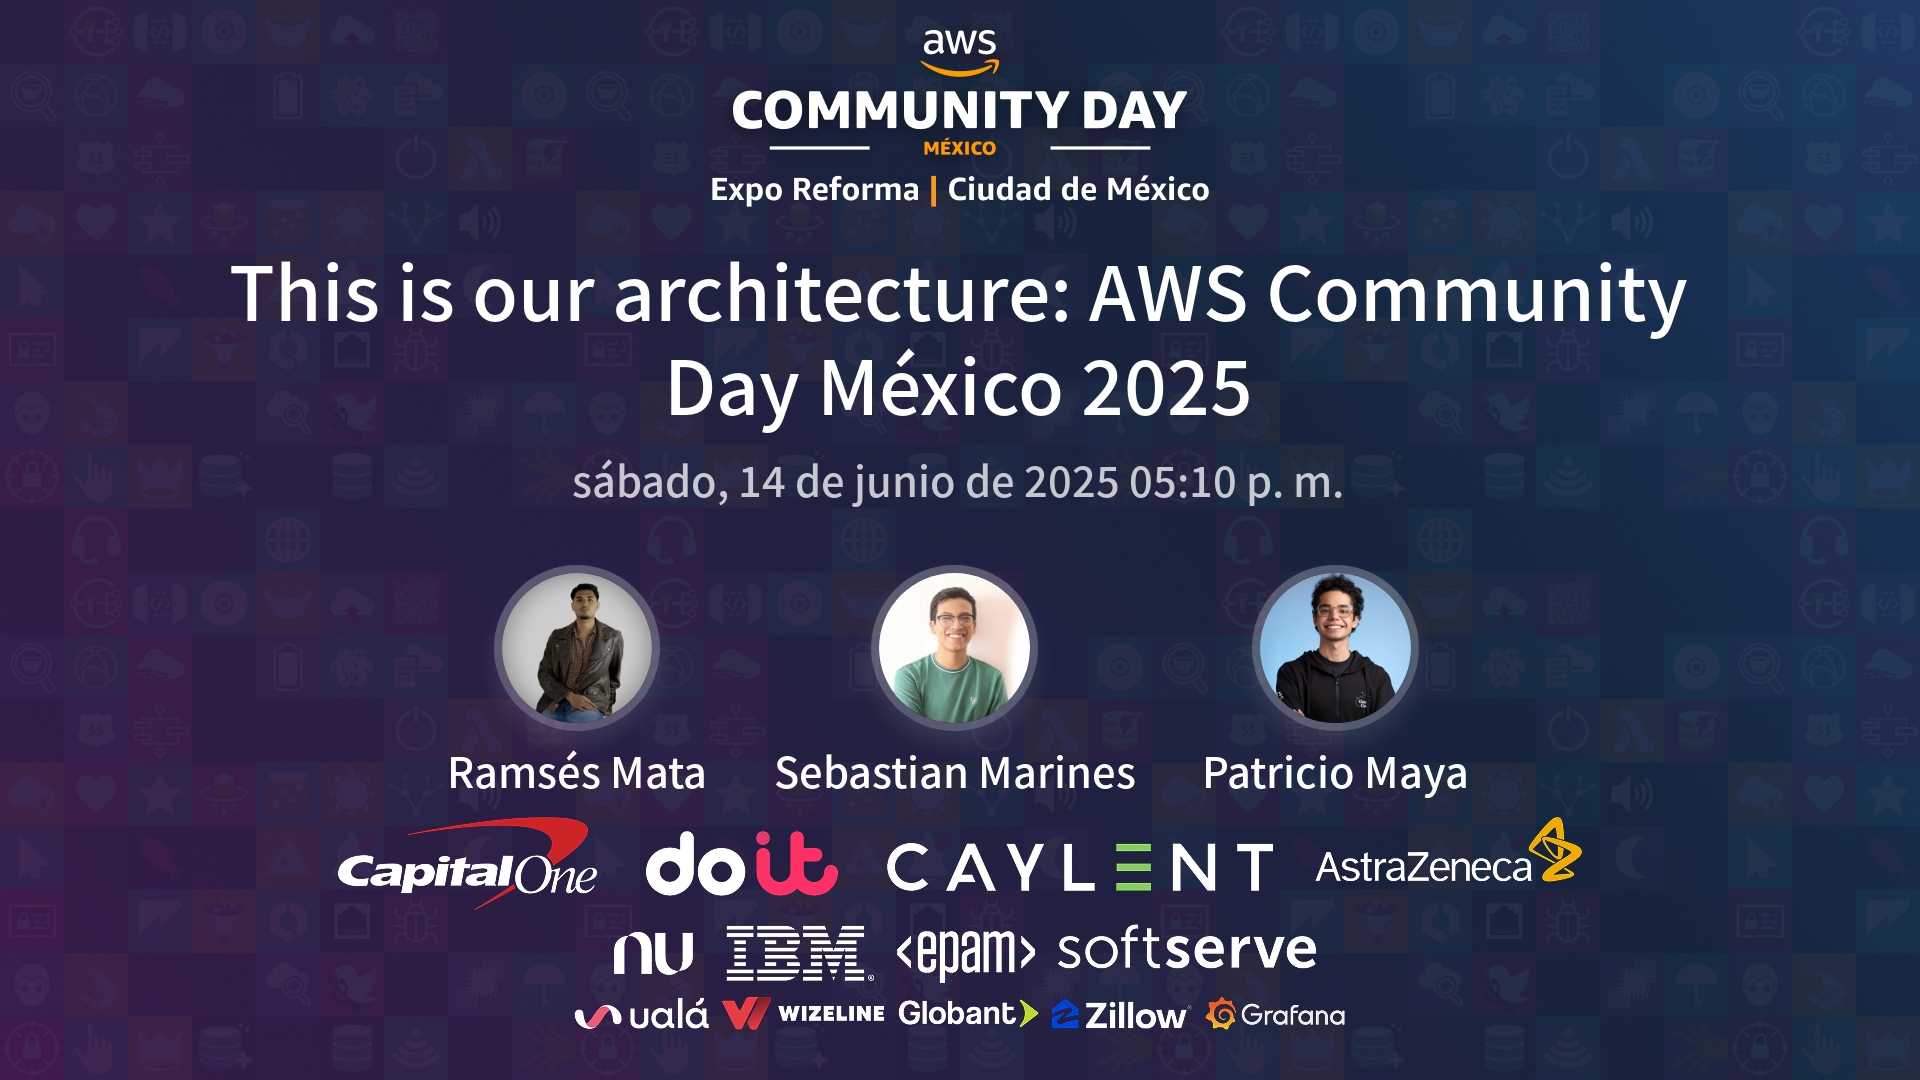 aws
COMMUNITY DAY
MÉXICO
Expo Reforma | Ciudad de México
This is our architecture: AWS Community
Day México 2025
sábado, 14 de junio de 2025 05:10 p. m.
Ramsés Mata Sebastian Marines Patricio Maya
Capital One doit CAYLENT AstraZeneca
nu IBM® <epam> softserve
ualá WIZELINE Globant Zillow® Grafana